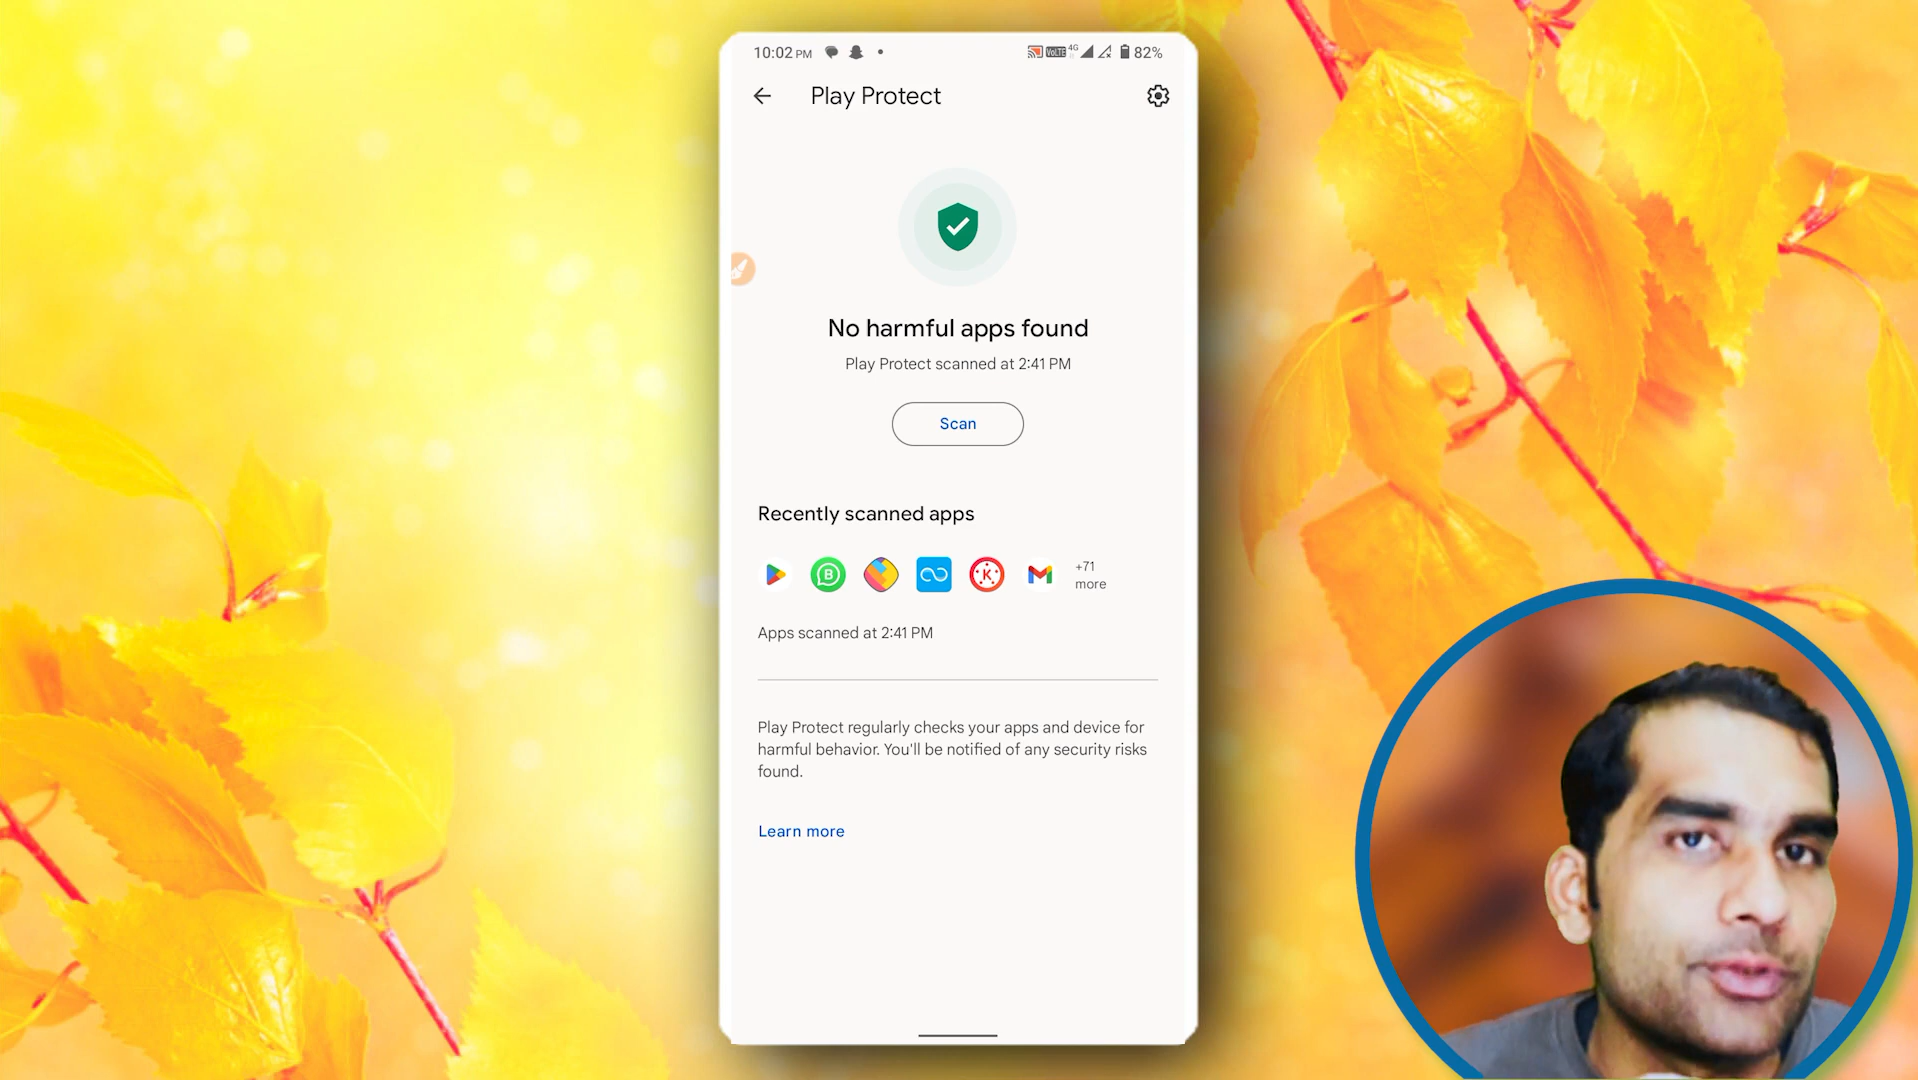 10:02 PM
VoLTE 4G 82%
Play Protect
No harmful apps found
Play Protect scanned at 2:41 PM
Scan
Recently scanned apps
B
K
+71
more
Apps scanned at 2:41 PM
Play Protect regularly checks your apps and device for
harmful behavior. You'll be notified of any security risks
found.
Learn more